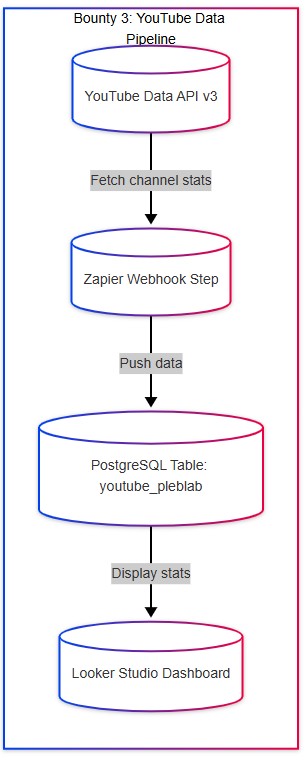 Bounty 3: YouTube Data
Pipeline
YouTube Data API v3
Fetch channel stats
Zapier Webhook Step
Push data
PostgreSQL Table:
youtube_pleblab
Display stats
Looker Studio Dashboard